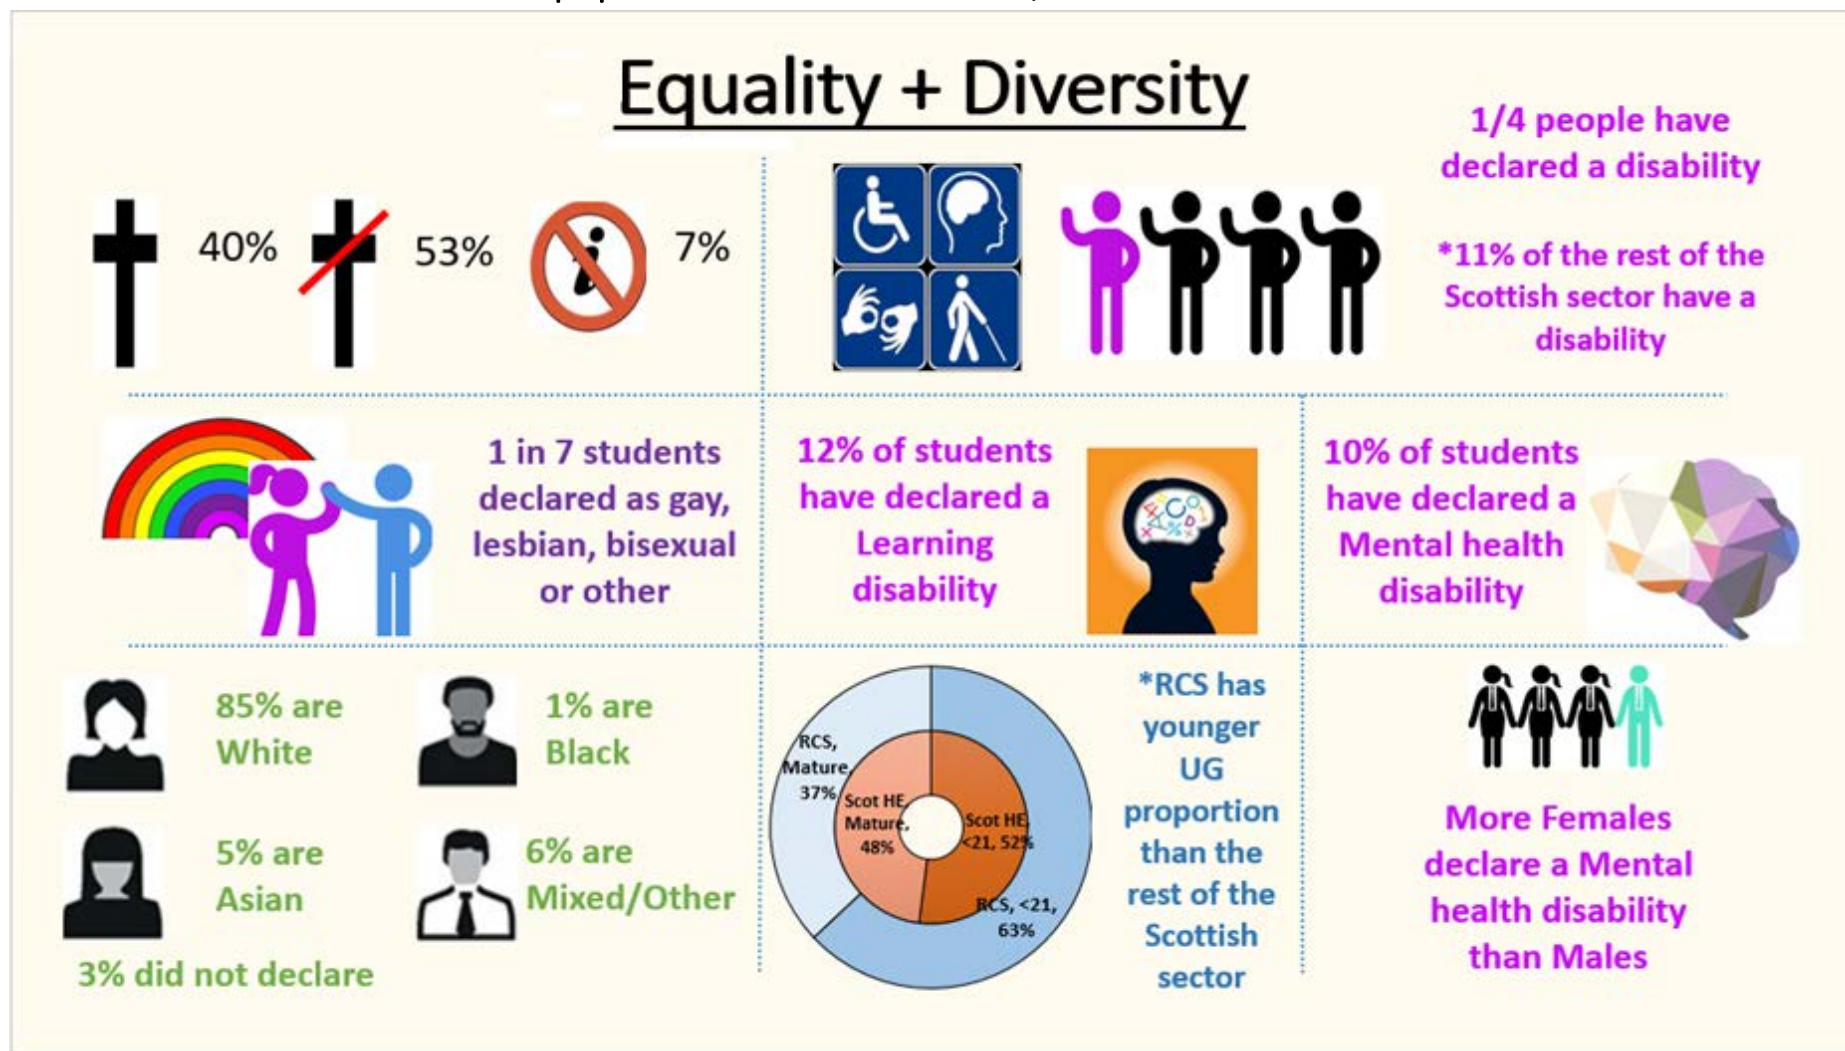 Equality + Diversity
40%
53%
7%
1/4 people have
declared a disability
*11% of the rest of the
Scottish sector have a
disability
1 in 7 students
declared as gay,
lesbian, bisexual
or other
12% of students
have declared a
Learning
disability
10% of students
have declared a
Mental health
disability
85% are
White
1% are
Black
5% are
Asian
6% are
Mixed/Other
3% did not declare
RCS,
Mature,
37%
Scot HE,
Mature,
48%
Scot HE,
<21, 52%
RCS, <21,
63%
*RCS has
younger
UG
proportion
than the
rest of the
Scottish
sector
More Females
declare a Mental
health disability
than Males